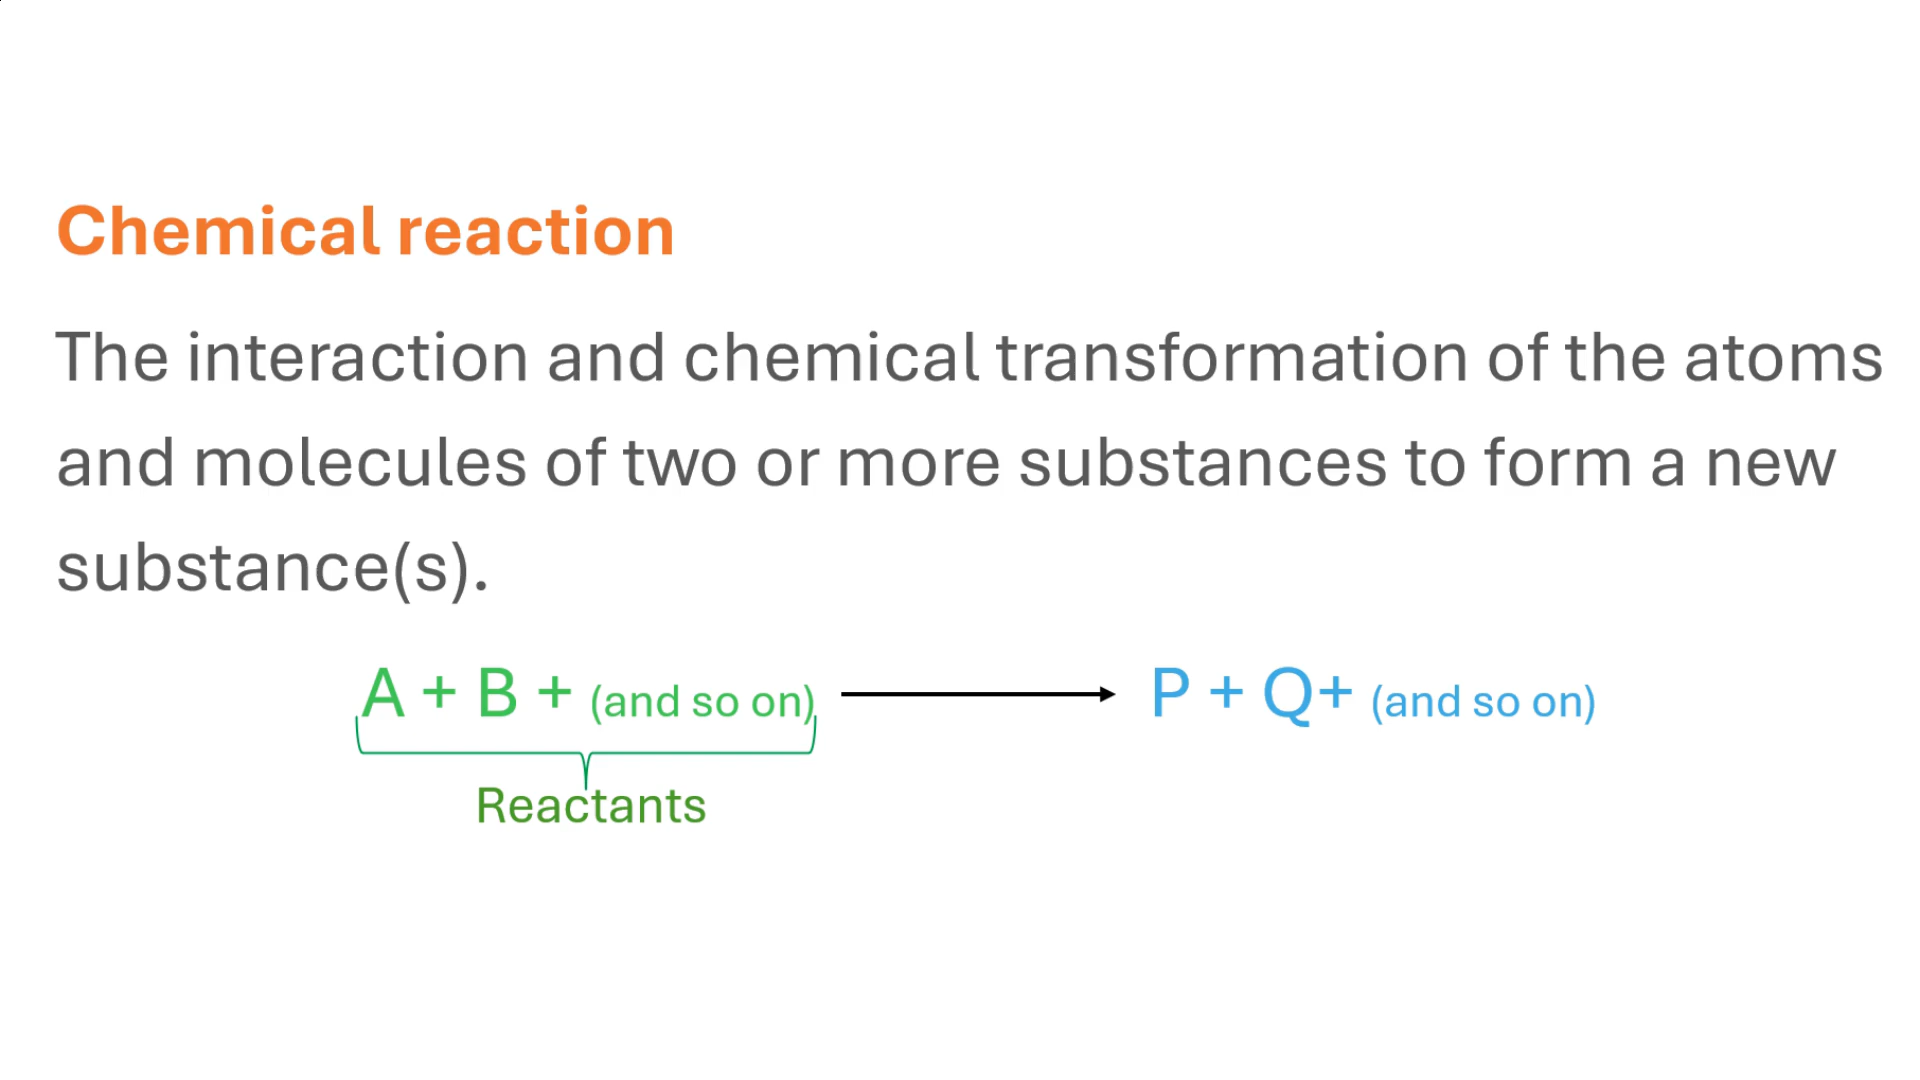 Chemical reaction
The interaction and chemical transformation of the atoms
and molecules of two or more substances to form a new
substance(s).
A + B + (and so on) P + Q+ (and so on)
Reactants